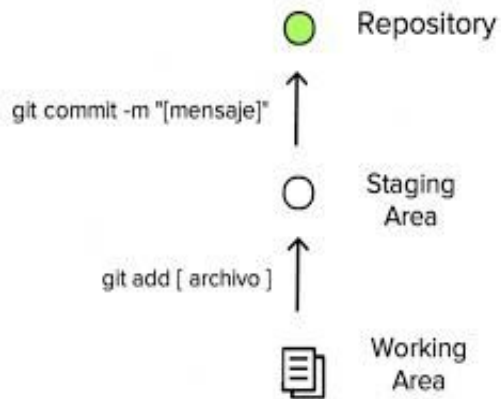 Repository
git commit -m "[mensaje]"
Staging
Area
git add [ archivo ]
Working
Area